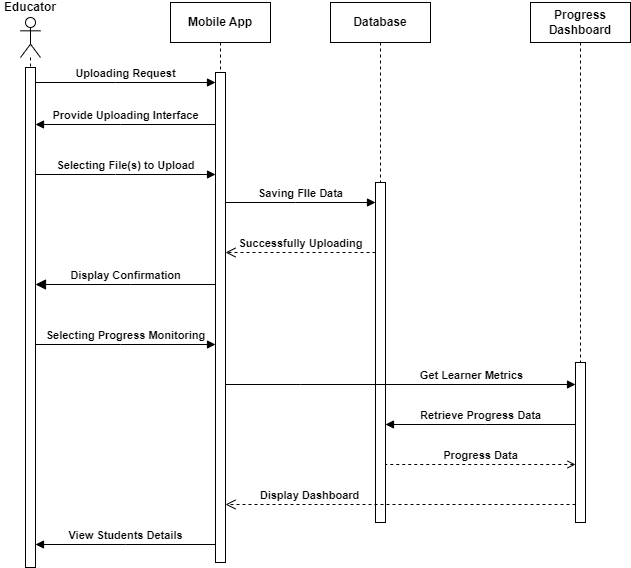 Educator
Mobile App
Database
Progress
Dashboard
Uploading Request
Provide Uploading Interface
Selecting File(s) to Upload
Saving FIle Data
Successfully Uploading
Display Confirmation
Selecting Progress Monitoring
Get Learner Metrics
Retrieve Progress Data
Progress Data
Display Dashboard
View Students Details